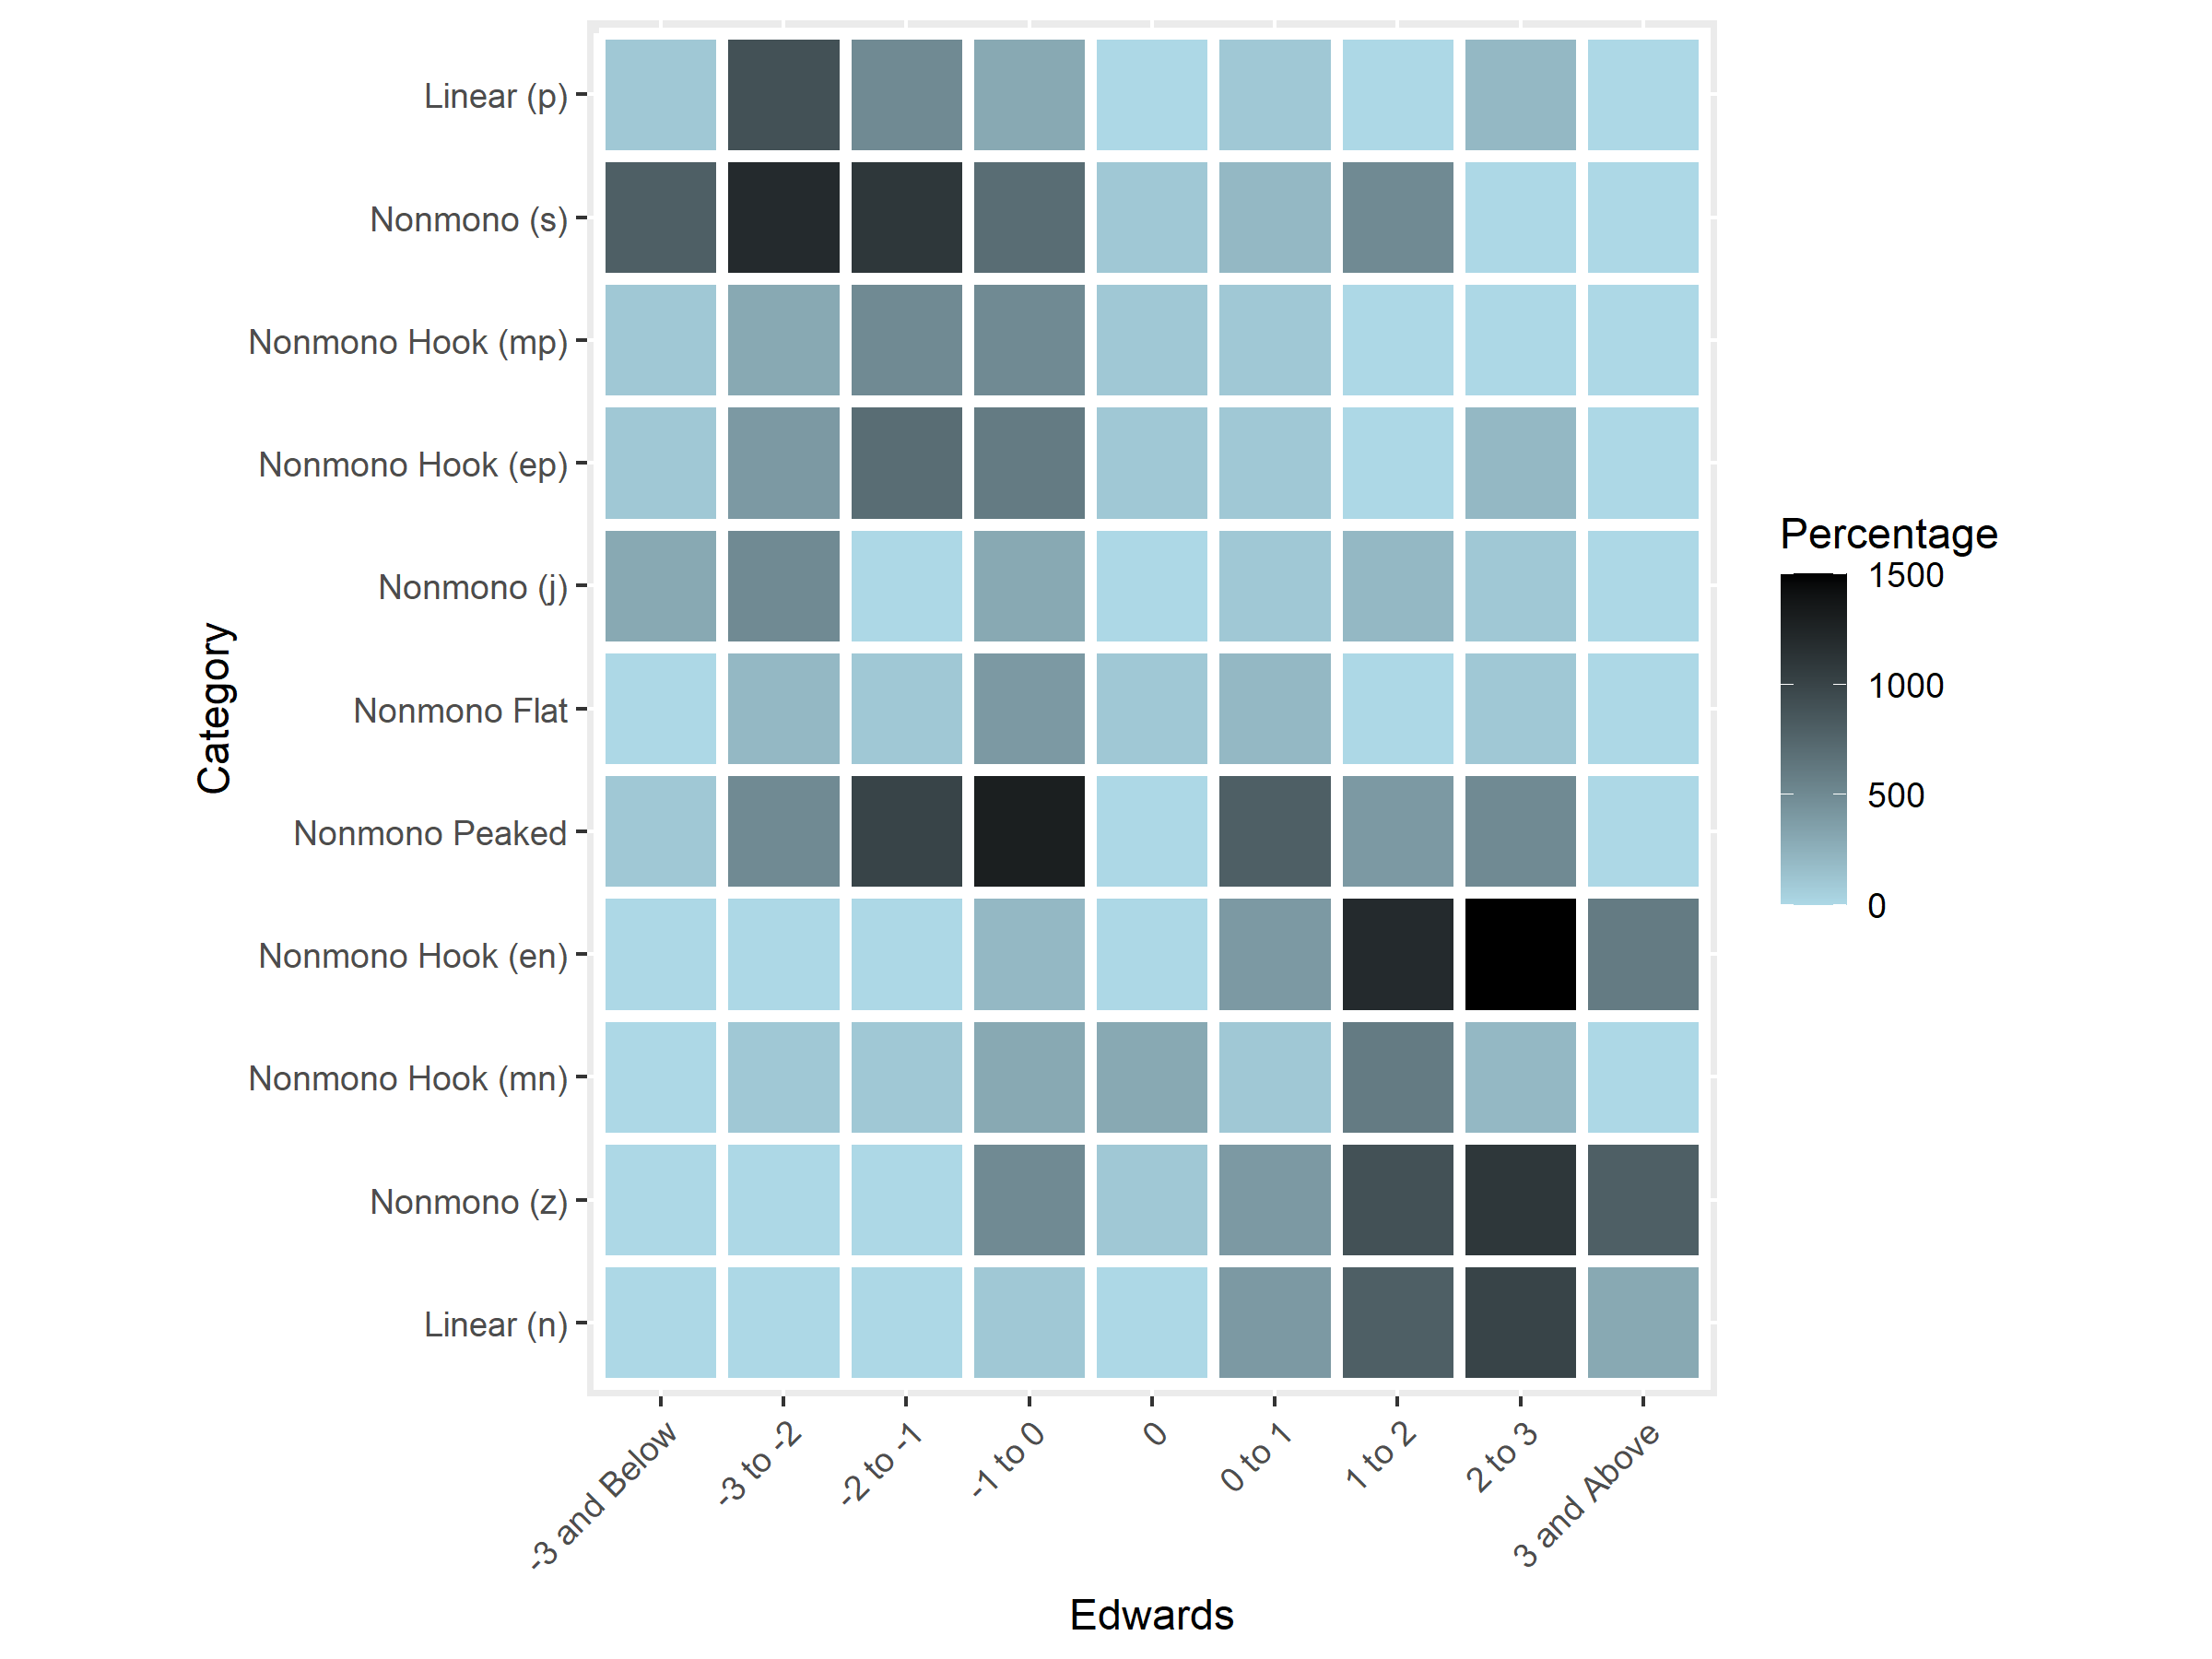 Linear (p)
Nonmono (s)
Nonmono Hook (mp)
Nonmono Hook (ep)
Nonmono (j)
Nonmono Flat
Nonmono Peaked
Nonmono Hook (en)
Nonmono Hook (mn)
Nonmono (z)
Linear (n)
Category
-3 and Below
-3 to -2
-2 to -1
-1 to 0
0
0 to 1
1 to 2
2 to 3
3 and Above
Edwards
Percentage
1500
1000
500
0